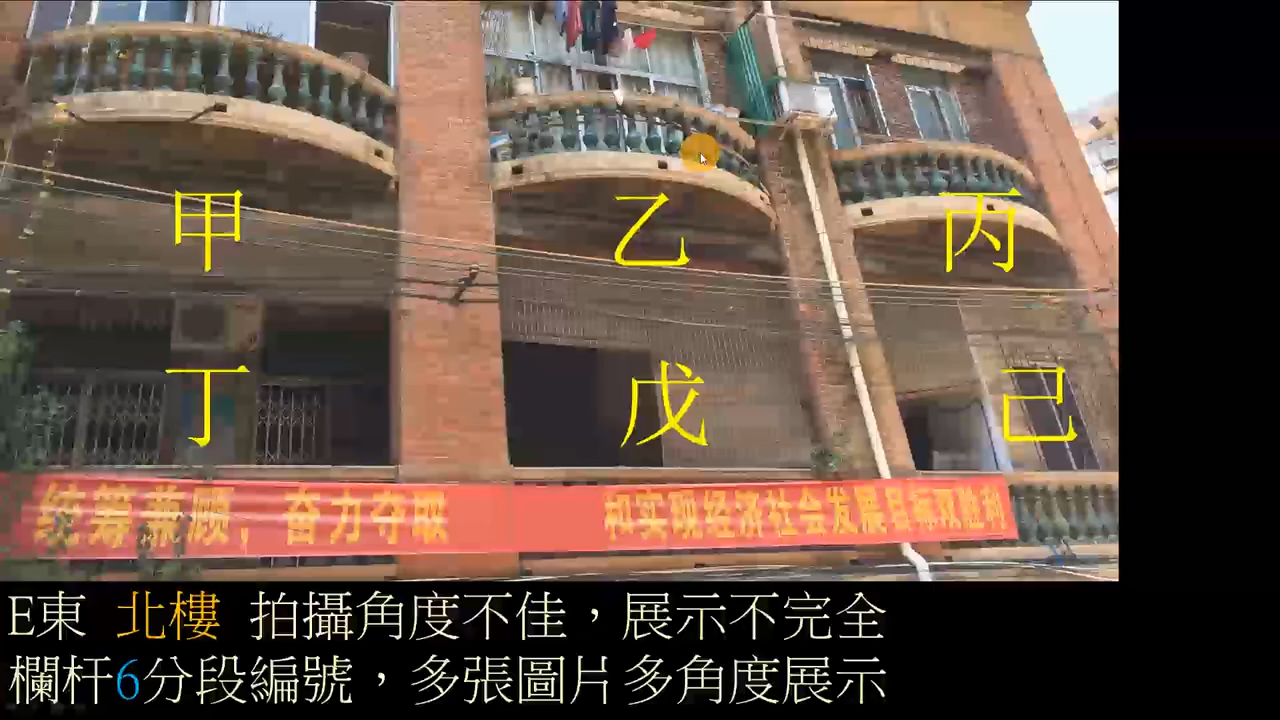 甲 乙 丙
丁 戊 己
统筹兼顾，奋力夺取 和实现经济社会发展目标双胜利
E東 北樓 拍攝角度不佳，展示不完全
欄杆6分段編號，多張圖片多角度展示